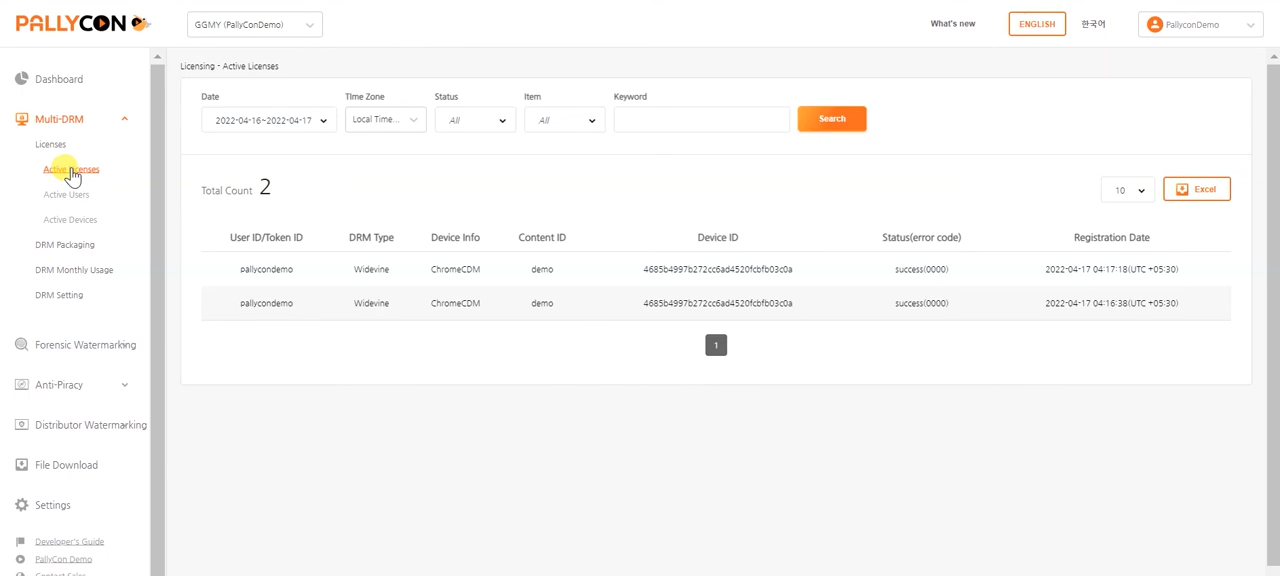 PALLYCON
GGMY (PallyConDemo)
What's new
ENGLISH
한국어
PallyconDemo
Dashboard
Multi-DRM
Licenses
Active Licenses
Active Users
Active Devices
DRM Packaging
DRM Monthly Usage
DRM Setting
Forensic Watermarking
Anti-Piracy
Distributor Watermarking
File Download
Settings
Developer's Guide
PallyCon Demo
Contact Sales
Licensing - Active Licenses
Date Time Zone Status Item Keyword
2022-04-16~2022-04-17 Local Time... All All Search
Total Count 2
10 Excel
User ID/Token ID DRM Type Device Info Content ID Device ID Status(error code) Registration Date
pallycondemo Widevine ChromeCDM demo 4685b4997b272cc6ad4520fcbfb03c0a success(0000) 2022-04-17 04:17:18(UTC +05:30)
pallycondemo Widevine ChromeCDM demo 4685b4997b272cc6ad4520fcbfb03c0a success(0000) 2022-04-17 04:16:38(UTC +05:30)
1